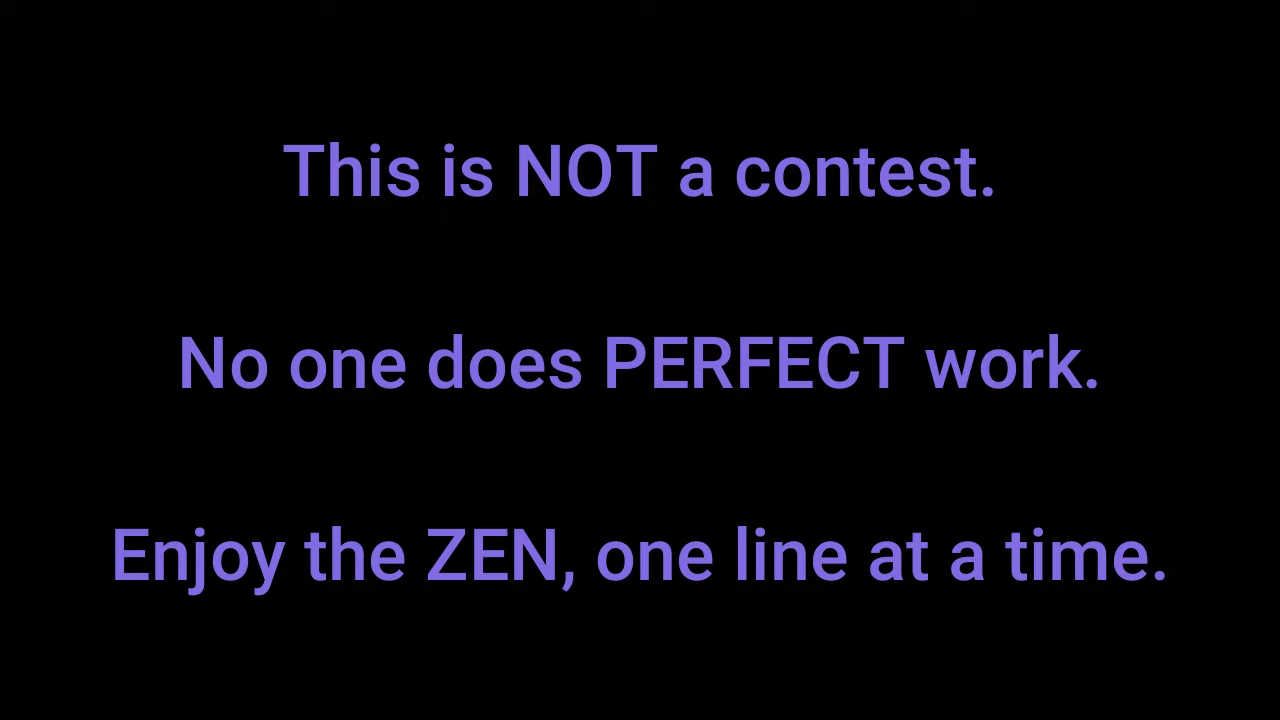 This is NOT a contest.
No one does PERFECT work.
Enjoy the ZEN, one line at a time.